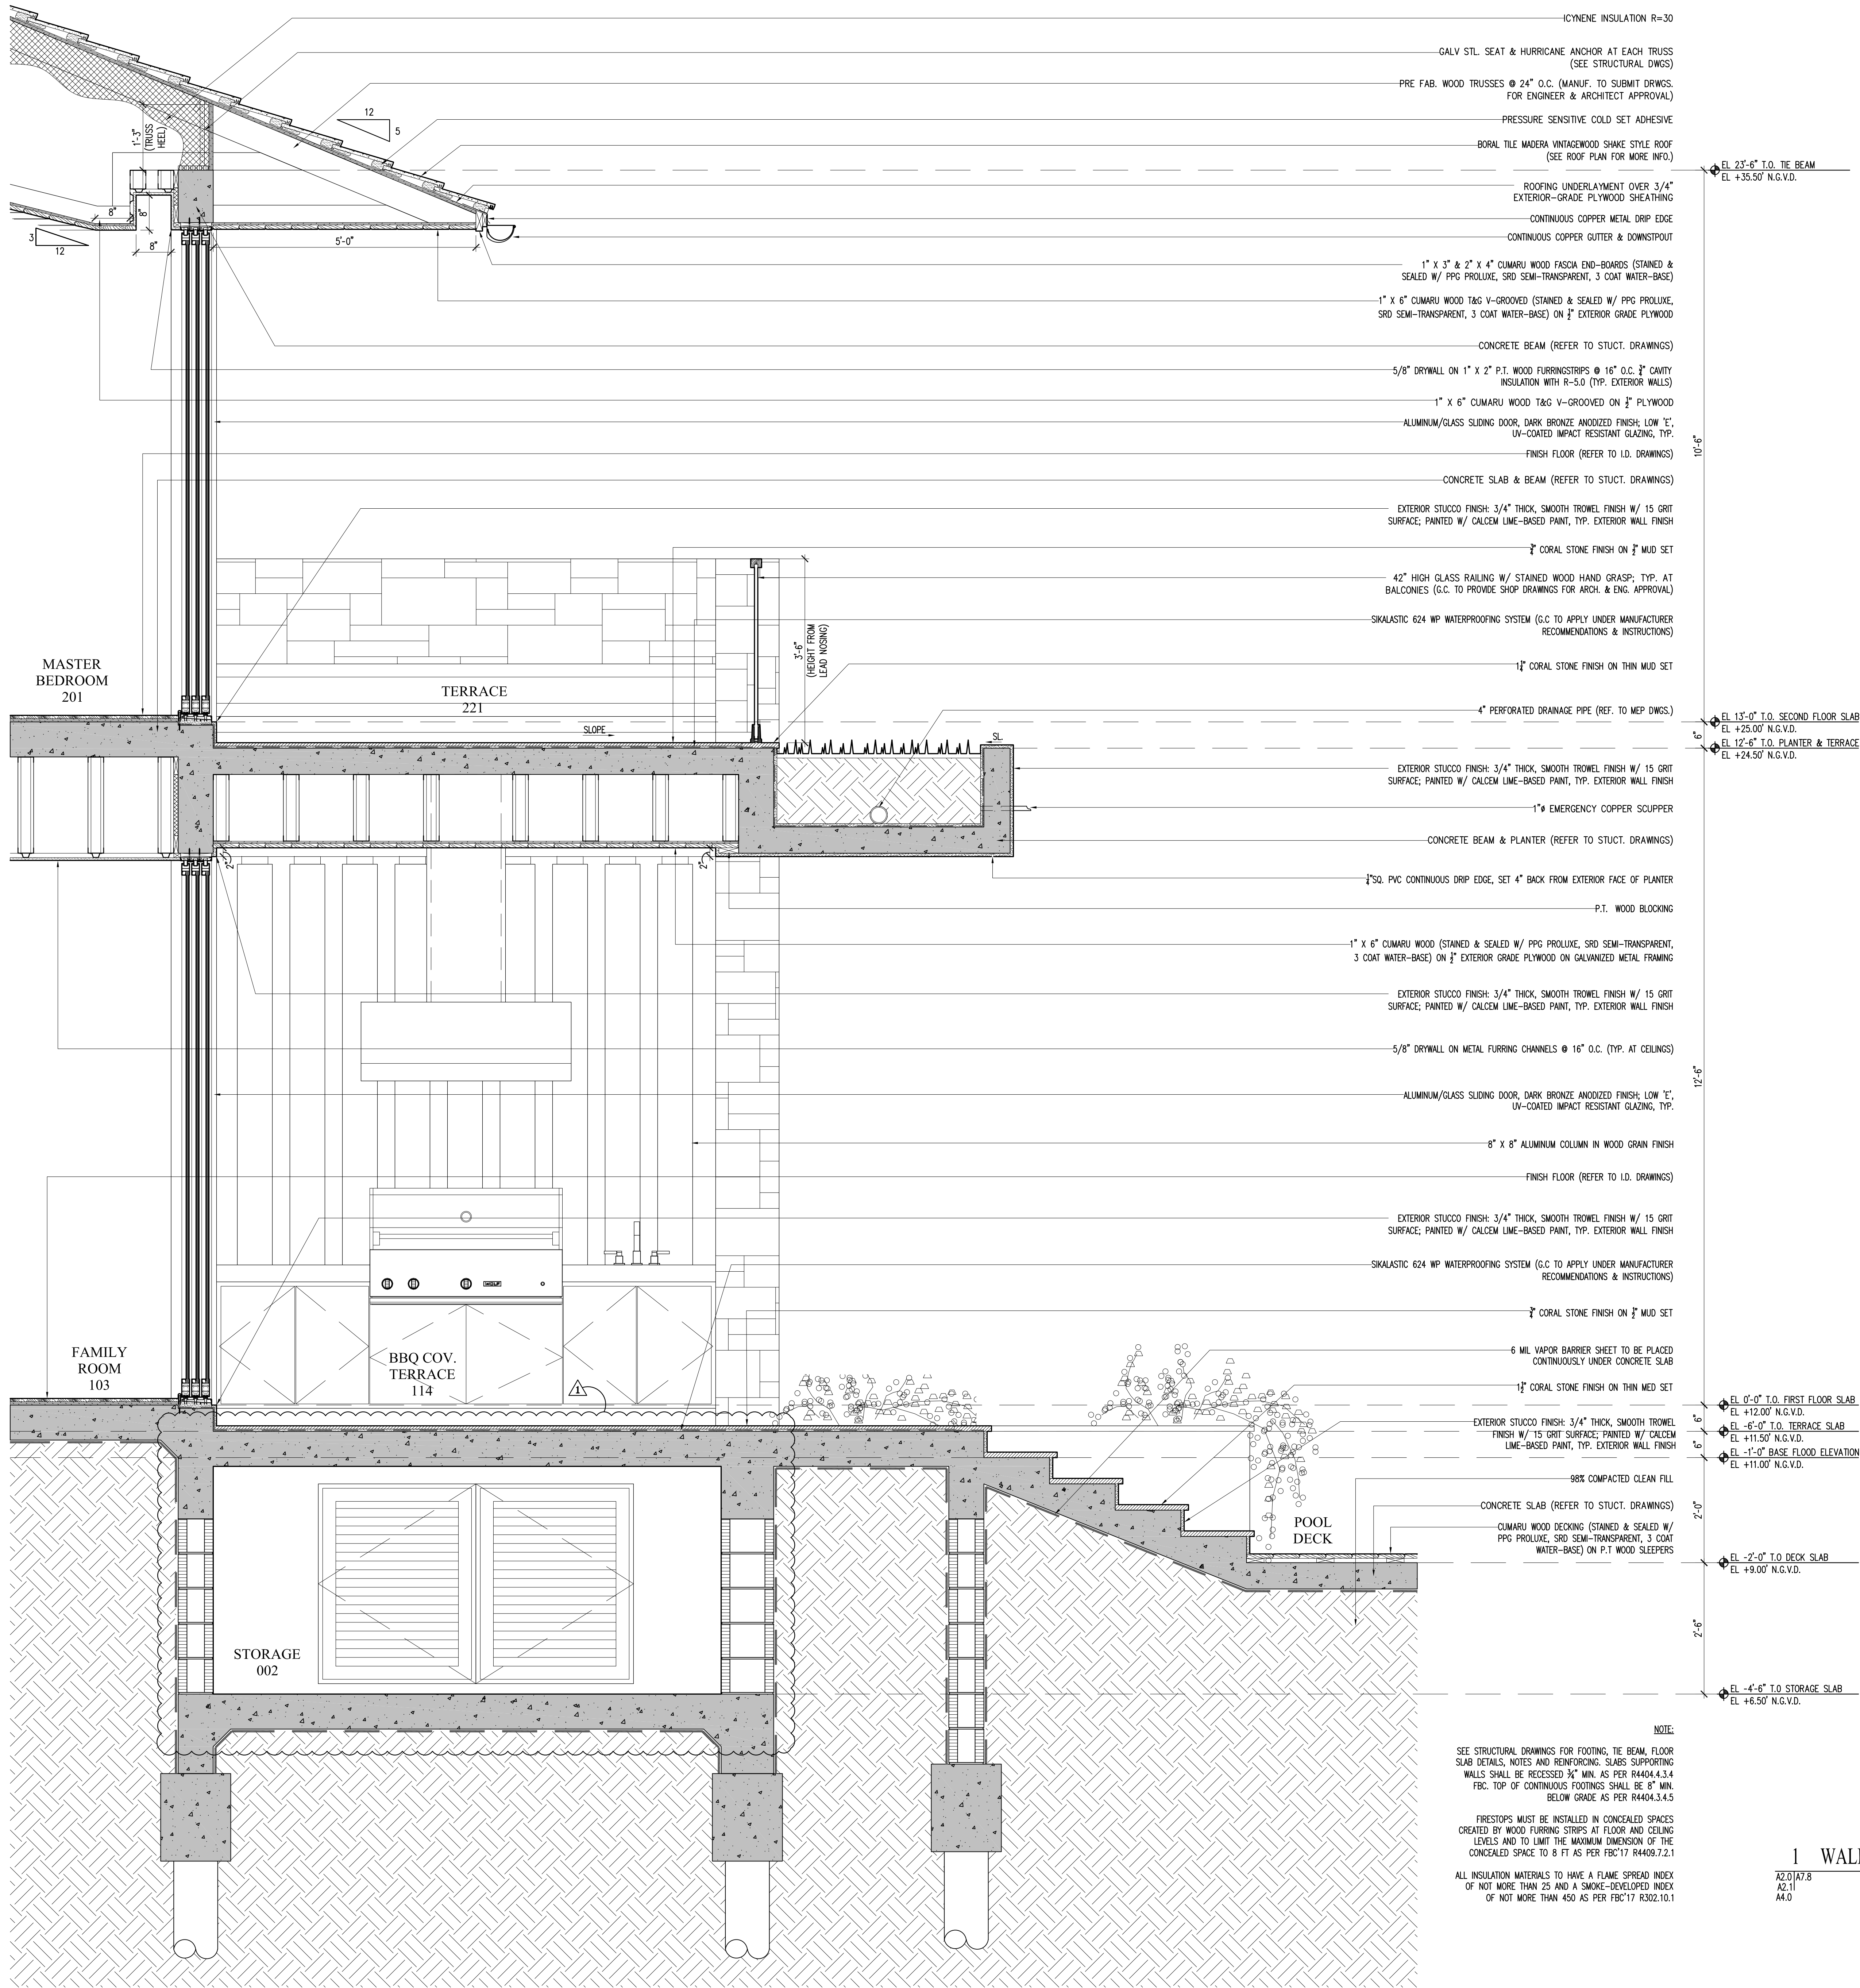 ICYNENE INSULATION R=30
GALV STL. SEAT & HURRICANE ANCHOR AT EACH TRUSS
(SEE STRUCTURAL DWGS)
PRE FAB. WOOD TRUSSES @ 24" O.C. (MANUF. TO SUBMIT DRWGS.
FOR ENGINEER & ARCHITECT APPROVAL)
PRESSURE SENSITIVE COLD SET ADHESIVE
BORAL TILE MADERA VINTAGEWOOD SHAKE STYLE ROOF
(SEE ROOF PLAN FOR MORE INFO.)
ROOFING UNDERLAYMENT OVER 3/4"
EXTERIOR-GRADE PLYWOOD SHEATHING
CONTINUOUS COPPER METAL DRIP EDGE
CONTINUOUS COPPER GUTTER & DOWNSTPOUT
1" X 3" & 2" X 4" CUMARU WOOD FASCIA END-BOARDS (STAINED &
SEALED W/ PPG PROLUXE, SRD SEMI-TRANSPARENT, 3 COAT WATER-BASE)
1" X 6" CUMARU WOOD T&G V-GROOVED (STAINED & SEALED W/ PPG PROLUXE,
SRD SEMI-TRANSPARENT, 3 COAT WATER-BASE) ON ½" EXTERIOR GRADE PLYWOOD
CONCRETE BEAM (REFER TO STUCT. DRAWINGS)
5/8" DRYWALL ON 1" X 2" P.T. WOOD FURRINGSTRIPS @ 16" O.C. ¾" CAVITY
INSULATION WITH R-5.0 (TYP. EXTERIOR WALLS)
1" X 6" CUMARU WOOD T&G V-GROOVED ON ½" PLYWOOD
ALUMINUM/GLASS SLIDING DOOR, DARK BRONZE ANODIZED FINISH; LOW 'E',
UV-COATED IMPACT RESISTANT GLAZING, TYP.
FINISH FLOOR (REFER TO I.D. DRAWINGS)
CONCRETE SLAB & BEAM (REFER TO STUCT. DRAWINGS)
EXTERIOR STUCCO FINISH: 3/4" THICK, SMOOTH TROWEL FINISH W/ 15 GRIT
SURFACE; PAINTED W/ CALCEM LIME-BASED PAINT, TYP. EXTERIOR WALL FINISH
¾" CORAL STONE FINISH ON ½" MUD SET
42" HIGH GLASS RAILING W/ STAINED WOOD HAND GRASP; TYP. AT
BALCONIES (G.C. TO PROVIDE SHOP DRAWINGS FOR ARCH. & ENG. APPROVAL)
SIKALASTIC 624 WP WATERPROOFING SYSTEM (G.C TO APPLY UNDER MANUFACTURER
RECOMMENDATIONS & INSTRUCTIONS)
1¼" CORAL STONE FINISH ON THIN MUD SET
4" PERFORATED DRAINAGE PIPE (REF. TO MEP DWGS.)
EXTERIOR STUCCO FINISH: 3/4" THICK, SMOOTH TROWEL FINISH W/ 15 GRIT
SURFACE; PAINTED W/ CALCEM LIME-BASED PAINT, TYP. EXTERIOR WALL FINISH
1"ø EMERGENCY COPPER SCUPPER
CONCRETE BEAM & PLANTER (REFER TO STUCT. DRAWINGS)
SQ. PVC CONTINUOUS DRIP EDGE, SET 4" BACK FROM EXTERIOR FACE OF PLANTER
P.T. WOOD BLOCKING
1" X 6" CUMARU WOOD (STAINED & SEALED W/ PPG PROLUXE, SRD SEMI-TRANSPARENT,
3 COAT WATER-BASE) ON ½" EXTERIOR GRADE PLYWOOD ON GALVANIZED METAL FRAMING
EXTERIOR STUCCO FINISH: 3/4" THICK, SMOOTH TROWEL FINISH W/ 15 GRIT
SURFACE; PAINTED W/ CALCEM LIME-BASED PAINT, TYP. EXTERIOR WALL FINISH
5/8" DRYWALL ON METAL FURRING CHANNELS @ 16" O.C. (TYP. AT CEILINGS)
ALUMINUM/GLASS SLIDING DOOR, DARK BRONZE ANODIZED FINISH; LOW 'E',
UV-COATED IMPACT RESISTANT GLAZING, TYP.
8" X 8" ALUMINUM COLUMN IN WOOD GRAIN FINISH
FINISH FLOOR (REFER TO I.D. DRAWINGS)
EXTERIOR STUCCO FINISH: 3/4" THICK, SMOOTH TROWEL FINISH W/ 15 GRIT
SURFACE; PAINTED W/ CALCEM LIME-BASED PAINT, TYP. EXTERIOR WALL FINISH
SIKALASTIC 624 WP WATERPROOFING SYSTEM (G.C TO APPLY UNDER MANUFACTURER
RECOMMENDATIONS & INSTRUCTIONS)
¾" CORAL STONE FINISH ON ½" MUD SET
6 MIL VAPOR BARRIER SHEET TO BE PLACED
CONTINUOUSLY UNDER CONCRETE SLAB
1½" CORAL STONE FINISH ON THIN MED SET
EXTERIOR STUCCO FINISH: 3/4" THICK, SMOOTH TROWEL
FINISH W/ 15 GRIT SURFACE; PAINTED W/ CALCEM
LIME-BASED PAINT, TYP. EXTERIOR WALL FINISH
98% COMPACTED CLEAN FILL
CONCRETE SLAB (REFER TO STUCT. DRAWINGS)
CUMARU WOOD DECKING (STAINED & SEALED W/
PPG PROLUXE, SRD SEMI-TRANSPARENT, 3 COAT
WATER-BASE) ON P.T WOOD SLEEPERS
NOTE:
SEE STRUCTURAL DRAWINGS FOR FOOTING, TIE BEAM, FLOOR
SLAB DETAILS, NOTES AND REINFORCING. SLABS SUPPORTING
WALLS SHALL BE RECESSED ¾" MIN. AS PER R4404.4.3.4
FBC. TOP OF CONTINUOUS FOOTINGS SHALL BE 8" MIN.
BELOW GRADE AS PER R4404.3.4.5
FIRESTOPS MUST BE INSTALLED IN CONCEALED SPACES
CREATED BY WOOD FURRING STRIPS AT FLOOR AND CEILING
LEVELS AND TO LIMIT THE MAXIMUM DIMENSION OF THE
CONCEALED SPACE TO 8 FT AS PER FBC'17 R4409.7.2.1
ALL INSULATION MATERIALS TO HAVE A FLAME SPREAD INDEX
OF NOT MORE THAN 25 AND A SMOKE-DEVELOPED INDEX
OF NOT MORE THAN 450 AS PER FBC'17 R302.10.1
1'-3"
(TRUSS
HEEL)
12
5
8"
8"
8"
3
12
5'-0"
MASTER
BEDROOM
201
TERRACE
221
3'-6"
(HEIGHT FROM
LEAD NOSING)
SLOPE
SL.
2"
2"
WOLF
FAMILY
ROOM
103
BBQ COV.
TERRACE
114
1
POOL
DECK
STORAGE
002
EL 23'-6" T.O. TIE BEAM
EL +35.50' N.G.V.D.
10'-6"
EL 13'-0" T.O. SECOND FLOOR SLAB
EL +25.00' N.G.V.D.
6"
EL 12'-6" T.O. PLANTER & TERRACE
EL +24.50' N.G.V.D.
12'-6"
EL 0'-0" T.O. FIRST FLOOR SLAB
EL +12.00' N.G.V.D.
6"
EL -6'-0" T.O. TERRACE SLAB
EL +11.50' N.G.V.D.
6"
EL -1'-0" BASE FLOOD ELEVATION
EL +11.00' N.G.V.D.
2'-0"
EL -2'-0" T.O DECK SLAB
EL +9.00' N.G.V.D.
2'-6"
EL -4'-6" T.O STORAGE SLAB
EL +6.50' N.G.V.D.
1 WALL
A2.0 A7.8
A2.1
A4.0